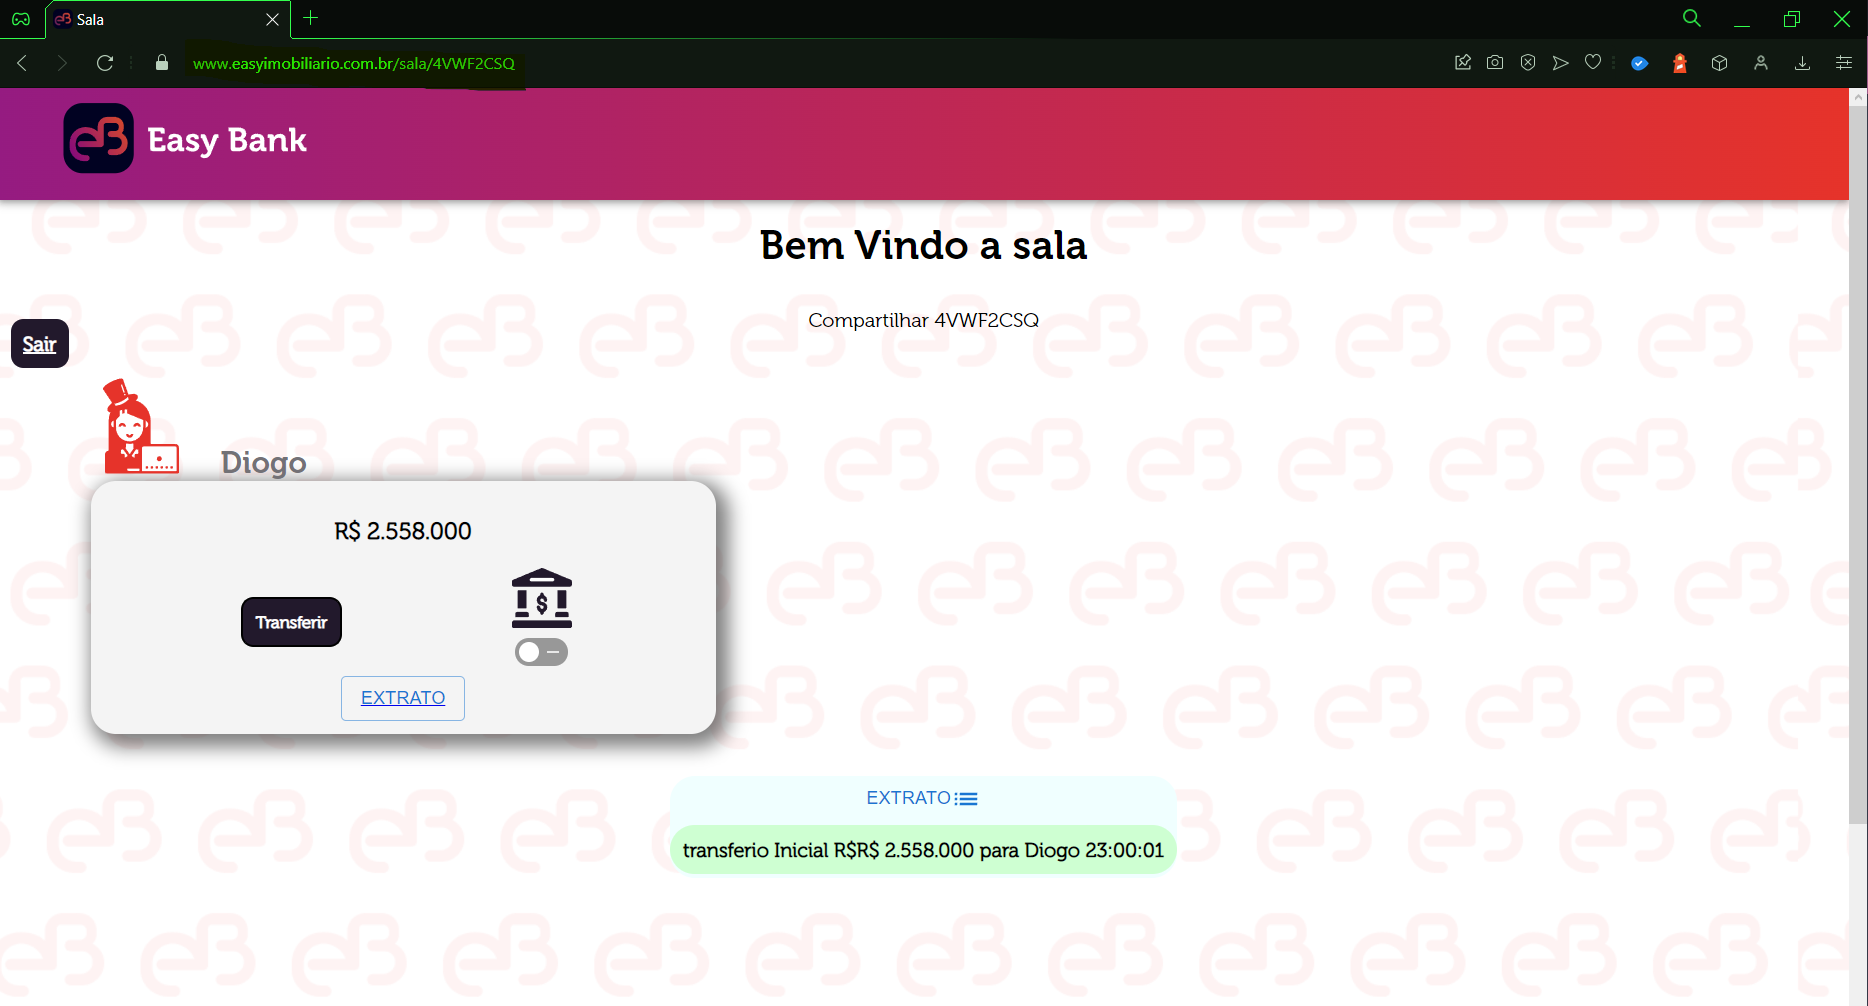 Sala
www.easyimobiliario.com.br/sala/4VWF2CSQ
eB Easy Bank
Bem Vindo a sala
Compartilhar 4VWF2CSQ
Sair
Diogo
R$ 2.558.000
Transferir
EXTRATO
EXTRATO
transferio Inicial R$R$ 2.558.000 para Diogo 23:00:01